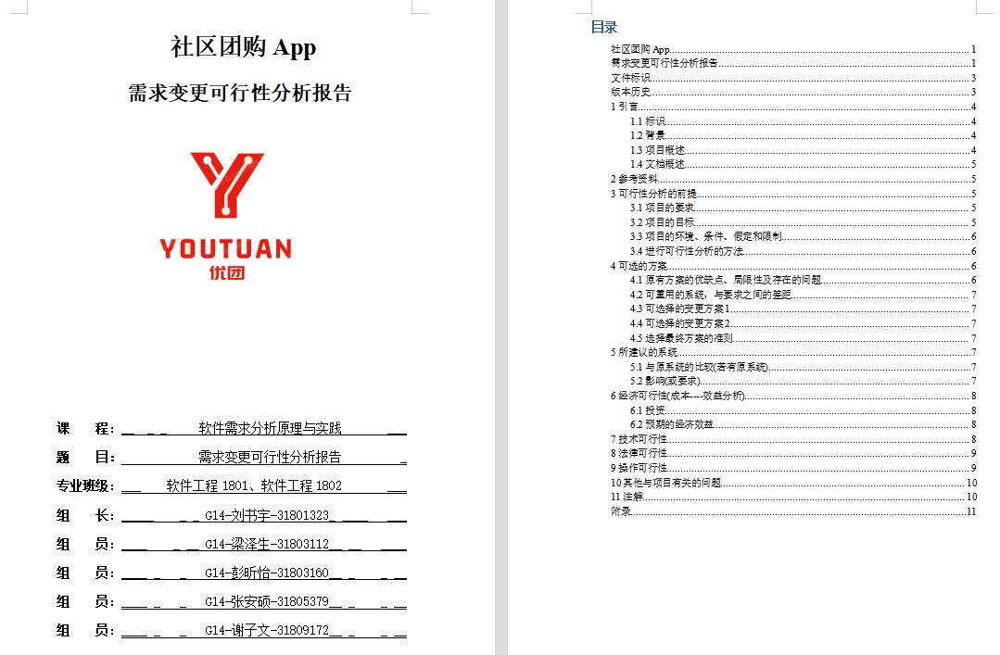 社区团购 App
需求变更可行性分析报告
YOUTUAN
优团
课 程： 软件需求分析原理与实践
题 目： 需求变更可行性分析报告
专业班级： 软件工程 1801、软件工程 1802
组 长： G14-刘书宇-31801323
组 员： G14-梁泽生-31803112
组 员： G14-彭昕怡-31803160
组 员： G14-张安硕-31805379
组 员： G14-谢子文-31809172
目录
社区团购 App 1
需求变更可行性分析报告 1
文件标识 3
版本历史 3
1 引言 4
1.1 标识 4
1.2 背景 4
1.3 项目概述 4
1.4 文档概述 5
2 参考资料 5
3 可行性分析的前提 5
3.1 项目的要求 5
3.2 项目的目标 5
3.3 项目的环境、条件、假定和限制 6
3.4 进行可行性分析的方法 6
4 可选的方案 6
4.1 原有方案的优缺点、局限性及存在的问题 6
4.2 可重用的系统，与要求之间的差距 7
4.3 可选择的变更方案 1 7
4.4 可选择的变更方案 2 7
4.5 选择最终方案的准则 7
5 所建议的系统 7
5.1 与原系统的比较(若有原系统) 7
5.2 影响(或要求) 7
6 经济可行性(成本----效益分析) 8
6.1 投资 8
6.2 预期的经济效益 8
7 技术可行性 8
8 法律可行性 9
9 操作可行性 9
10 其他与项目有关的问题 10
11 注解 10
附录 11